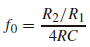 f₀ = R₂/R₁ / 4RC